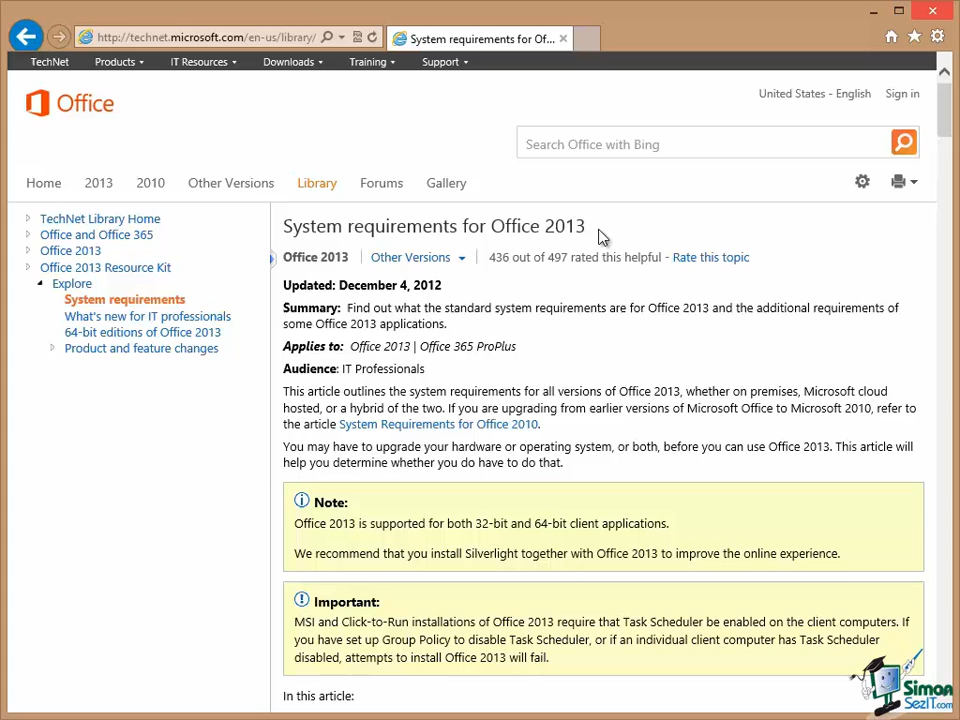 http://technet.microsoft.com/en-us/library/
System requirements for Of...
TechNet Products IT Resources Downloads Training Support
Office
United States - English Sign in
Search Office with Bing
Home 2013 2010 Other Versions Library Forums Gallery
TechNet Library Home
Office and Office 365
Office 2013
Office 2013 Resource Kit
Explore
System requirements
What's new for IT professionals
64-bit editions of Office 2013
Product and feature changes
System requirements for Office 2013
Office 2013 Other Versions 436 out of 497 rated this helpful - Rate this topic
Updated: December 4, 2012
Summary: Find out what the standard system requirements are for Office 2013 and the additional requirements of
some Office 2013 applications.
Applies to: Office 2013 | Office 365 ProPlus
Audience: IT Professionals
This article outlines the system requirements for all versions of Office 2013, whether on premises, Microsoft cloud
hosted, or a hybrid of the two. If you are upgrading from earlier versions of Microsoft Office to Microsoft 2010, refer to
the article System Requirements for Office 2010.
You may have to upgrade your hardware or operating system, or both, before you can use Office 2013. This article will
help you determine whether you do have to do that.
Note:
Office 2013 is supported for both 32-bit and 64-bit client applications.
We recommend that you install Silverlight together with Office 2013 to improve the online experience.
Important:
MSI and Click-to-Run installations of Office 2013 require that Task Scheduler be enabled on the client computers. If
you have set up Group Policy to disable Task Scheduler, or if an individual client computer has Task Scheduler
disabled, attempts to install Office 2013 will fail.
In this article:
Simon
SezIT.com